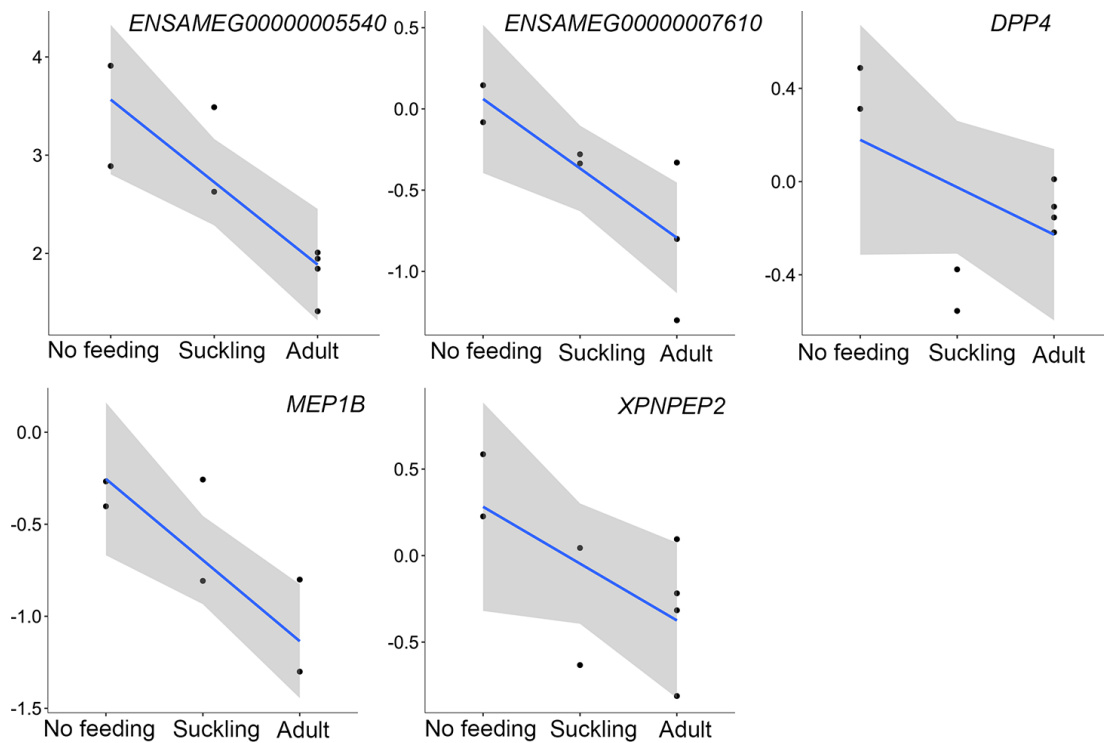 ENSAMEG00000005540
4
3
2
No feeding Suckling Adult
ENSAMEG00000007610
0.5
0.0
-0.5
-1.0
No feeding Suckling Adult
DPP4
0.4
0.0
-0.4
No feeding Suckling Adult
MEP1B
0.0
-0.5
-1.0
-1.5
No feeding Suckling Adult
XPNPEP2
0.5
0.0
-0.5
No feeding Suckling Adult